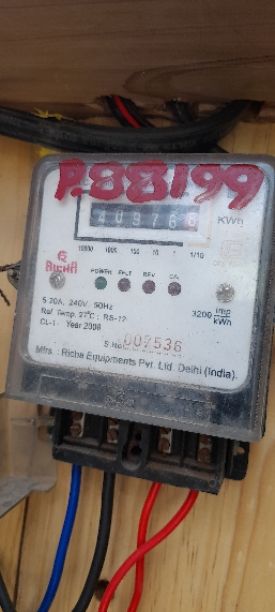 P.88199
409768 KWh
10000 1000 100 10 1 1/10
RICHA POWER EPLT REV CAL
5-20A, 240V, 50Hz
Ref. Temp. 27°C : RS-12
3200 imp/kWh
CL-1. Year 2008
S.No. 007536
Mfrs. : Richa Equipments Pvt. Ltd. Delhi (India).